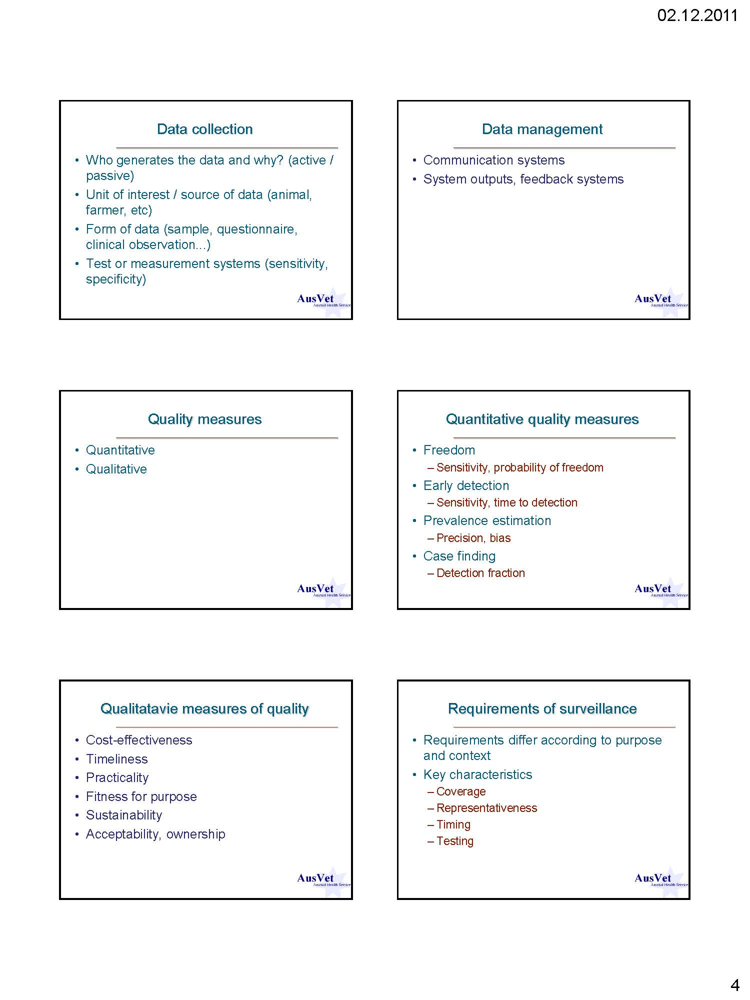 02.12.2011
Data collection
• Who generates the data and why? (active /
passive)
• Unit of interest / source of data (animal,
farmer, etc)
• Form of data (sample, questionnaire,
clinical observation...)
• Test or measurement systems (sensitivity,
specificity)
AusVet
Animal Health Service
Data management
• Communication systems
• System outputs, feedback systems
AusVet
Animal Health Service
Quality measures
• Quantitative
• Qualitative
AusVet
Animal Health Service
Quantitative quality measures
• Freedom
– Sensitivity, probability of freedom
• Early detection
– Sensitivity, time to detection
• Prevalence estimation
– Precision, bias
• Case finding
– Detection fraction
AusVet
Animal Health Service
Qualitatavie measures of quality
• Cost-effectiveness
• Timeliness
• Practicality
• Fitness for purpose
• Sustainability
• Acceptability, ownership
AusVet
Animal Health Service
Requirements of surveillance
• Requirements differ according to purpose
and context
• Key characteristics
– Coverage
– Representativeness
– Timing
– Testing
AusVet
Animal Health Service
4